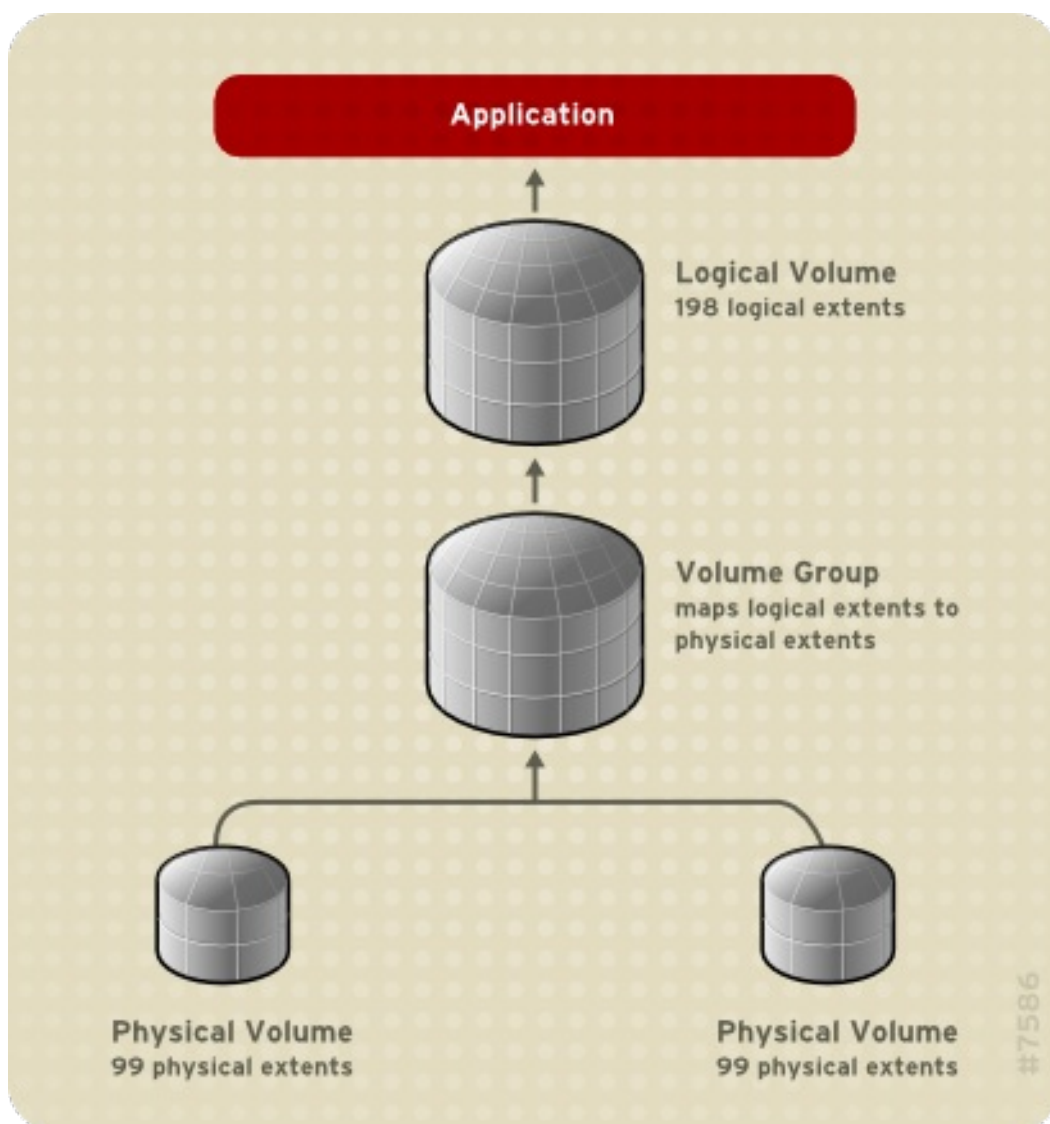 Application
Logical Volume
198 logical extents
Volume Group
maps logical extents to
physical extents
Physical Volume
99 physical extents
Physical Volume
99 physical extents
#7586